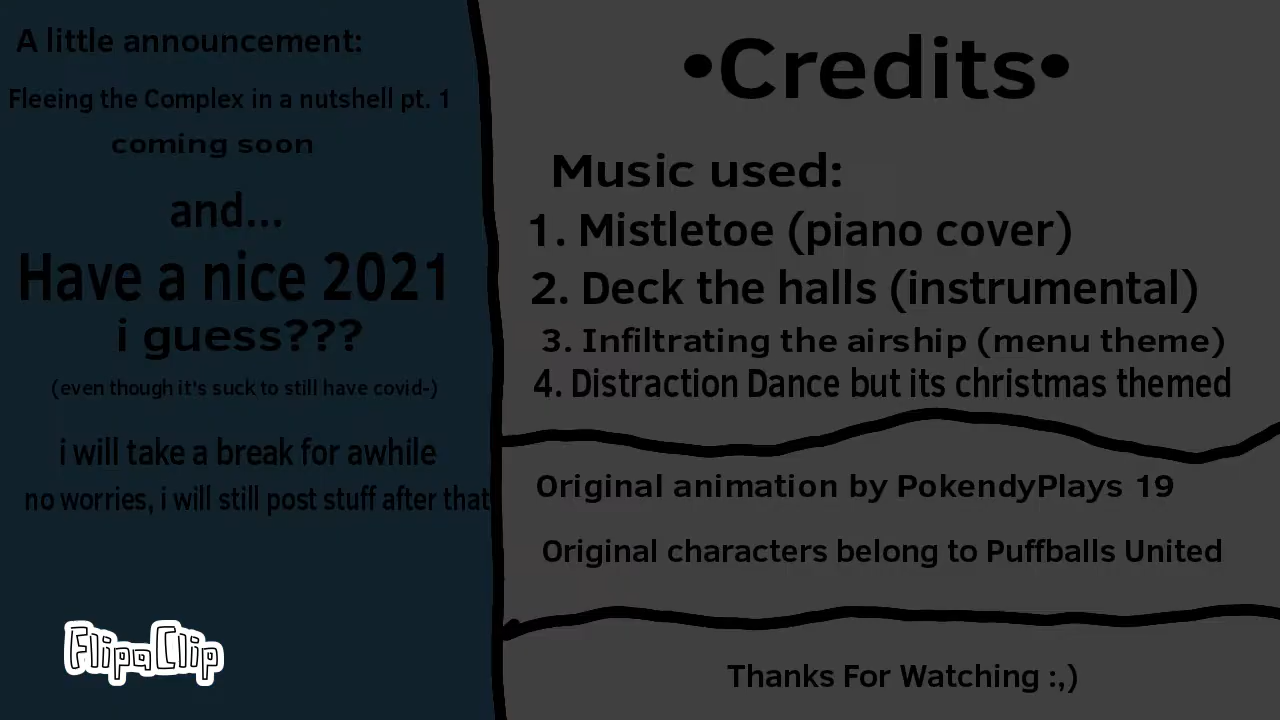 A little announcement:
Fleeing the Complex in a nutshell pt. 1
coming soon
and...
Have a nice 2021
i guess???
(even though it's suck to still have covid-)
i will take a break for awhile
no worries, i will still post stuff after that
FlipaClip
•Credits•
Music used:
1. Mistletoe (piano cover)
2. Deck the halls (instrumental)
3. Infiltrating the airship (menu theme)
4. Distraction Dance but its christmas themed
Original animation by PokendyPlays 19
Original characters belong to Puffballs United
Thanks For Watching :,)